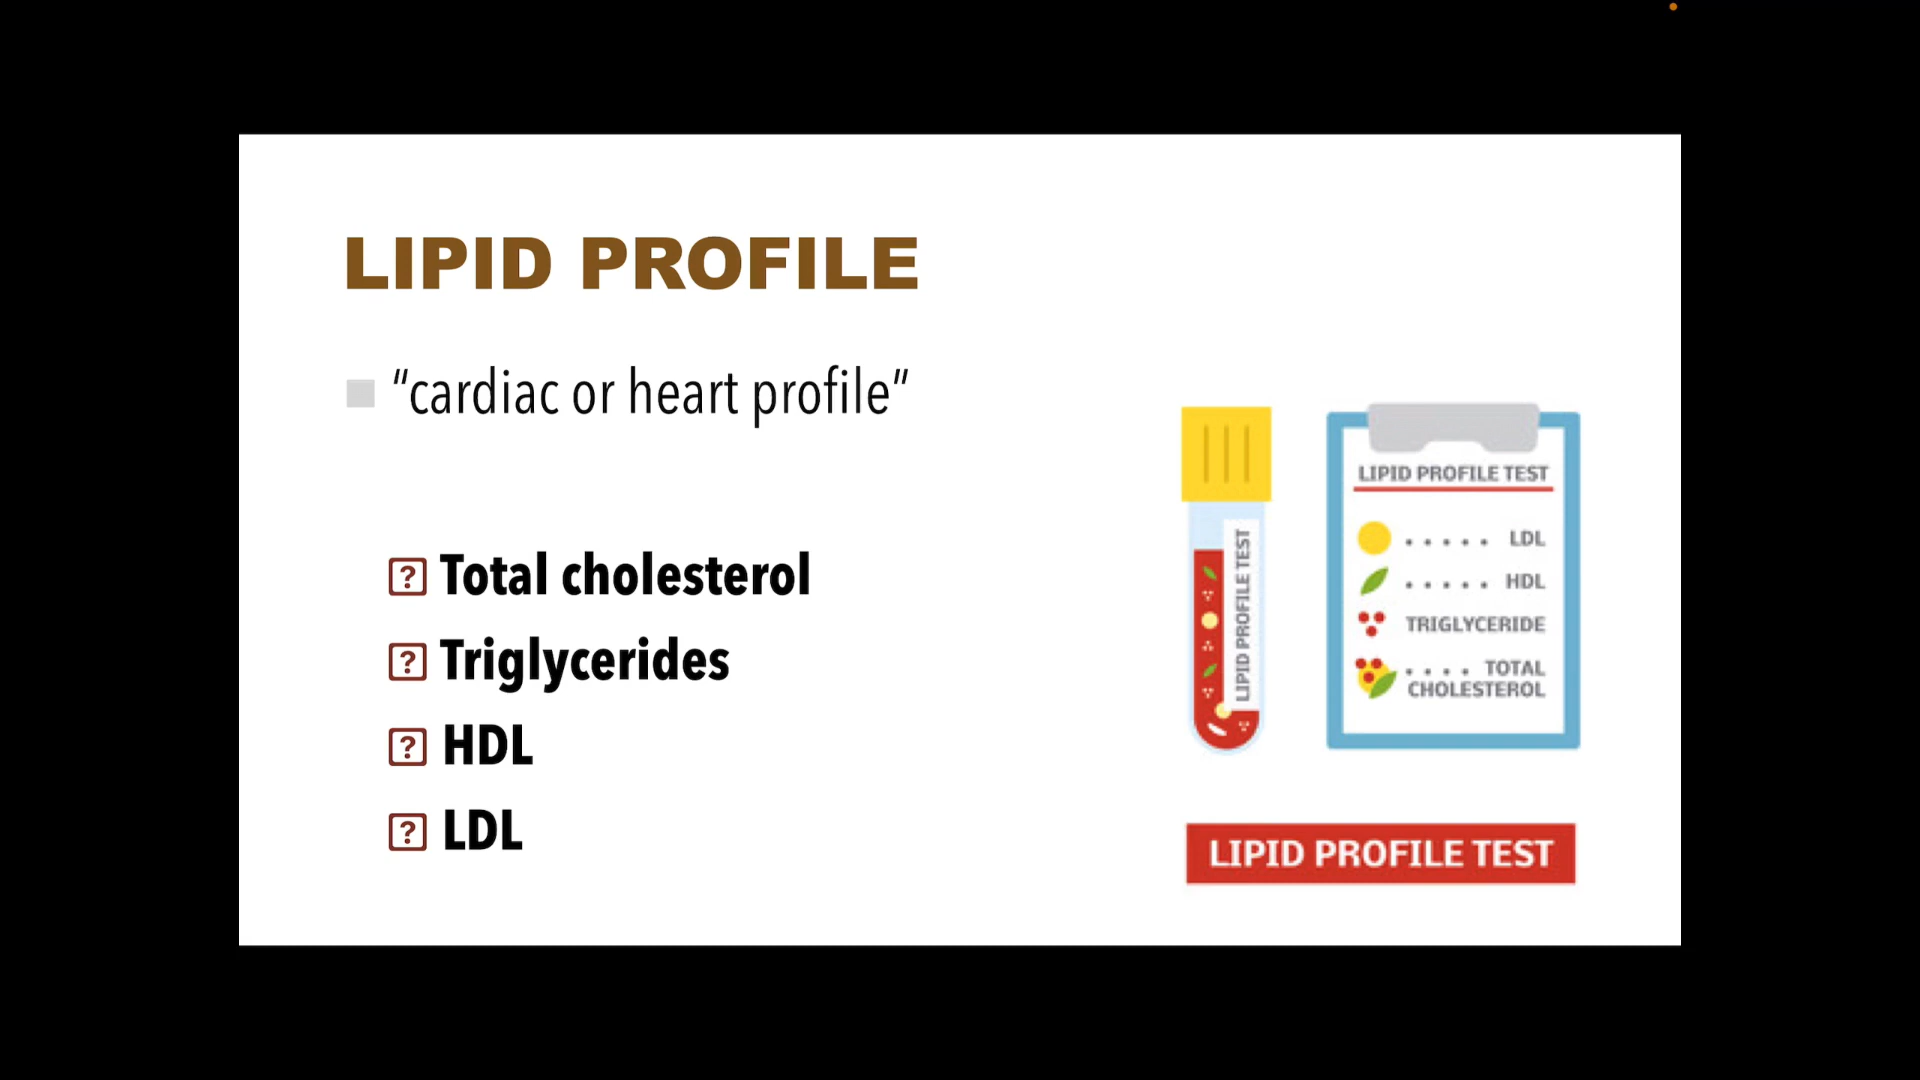 LIPID PROFILE
“cardiac or heart profile”
Total cholesterol
Triglycerides
HDL
LDL
LIPID PROFILE TEST
LIPID PROFILE TEST
..... LDL
..... HDL
TRIGLYCERIDE
.... TOTAL
CHOLESTEROL
LIPID PROFILE TEST